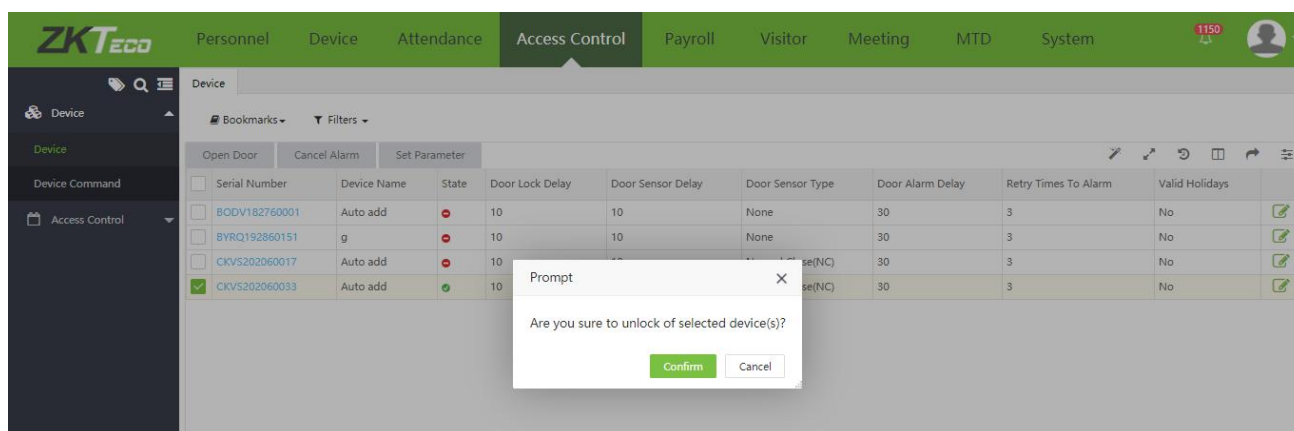 ZKTECO Personnel Device Attendance Access Control Payroll Visitor Meeting MTD System 1150
Device
Device
Bookmarks Filters
Device
Open Door Cancel Alarm Set Parameter
Device Command
Serial Number Device Name State Door Lock Delay Door Sensor Delay Door Sensor Type Door Alarm Delay Retry Times To Alarm Valid Holidays
Access Control
BODV182760001 Auto add 10 10 None 30 3 No
BYRQ192860151 g 10 10 None 30 3 No
CKVS202060017 Auto add 10 se(NC) 30 3 No
CKVS202060033 Auto add 10 se(NC) 30 3 No
Prompt
Are you sure to unlock of selected device(s)?
Confirm Cancel